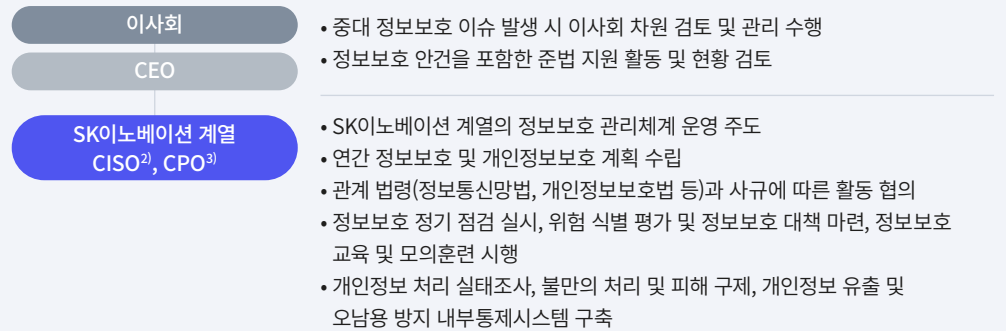 이사회
• 중대 정보보호 이슈 발생 시 이사회 차원 검토 및 관리 수행
CEO
• 정보보호 안건을 포함한 준법 지원 활동 및 현황 검토
SK이노베이션 계열
CISO2), CPO3)
• SK이노베이션 계열의 정보보호 관리체계 운영 주도
• 연간 정보보호 및 개인정보보호 계획 수립
• 관계 법령(정보통신망법, 개인정보보호법 등)과 사규에 따른 활동 협의
• 정보보호 정기 점검 실시, 위험 식별 평가 및 정보보호 대책 마련, 정보보호
교육 및 모의훈련 시행
• 개인정보 처리 실태조사, 불만의 처리 및 피해 구제, 개인정보 유출 및
오남용 방지 내부통제시스템 구축